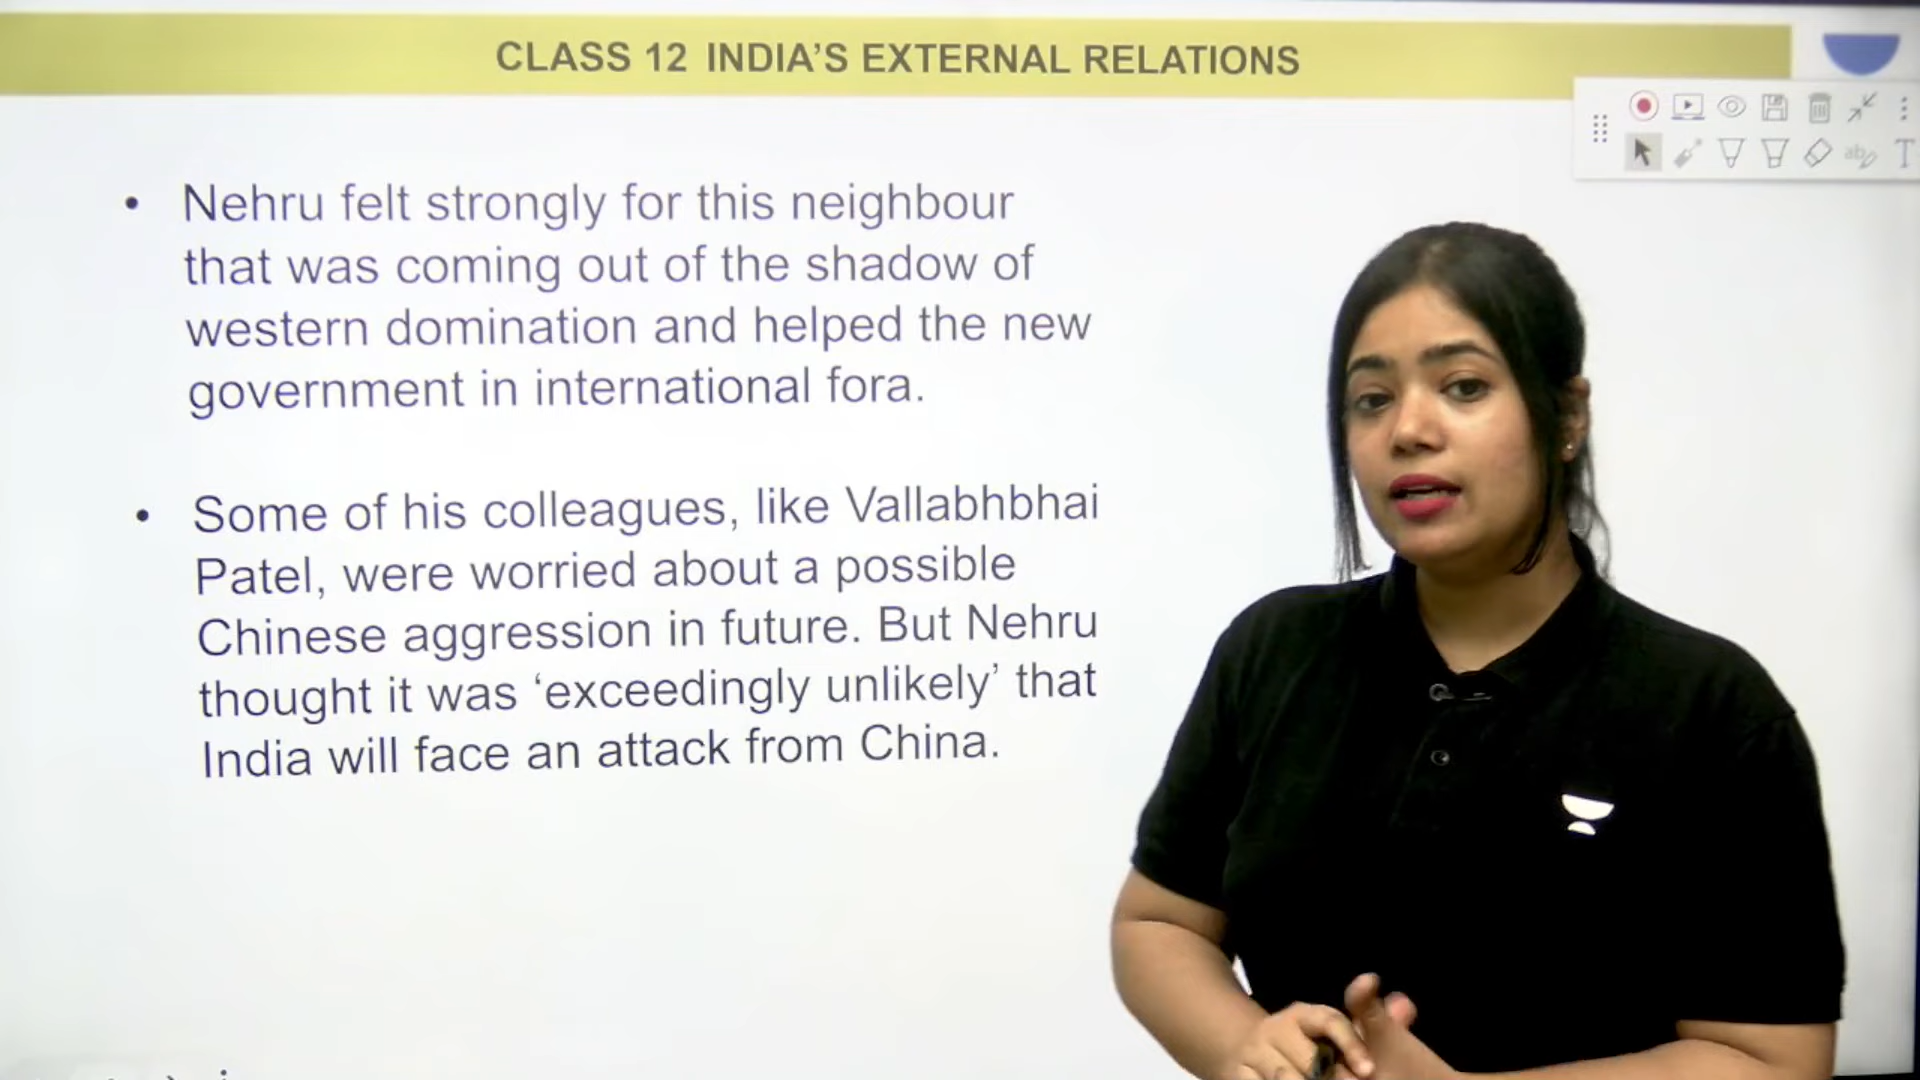 CLASS 12 INDIA'S EXTERNAL RELATIONS
• Nehru felt strongly for this neighbour
that was coming out of the shadow of
western domination and helped the new
government in international fora.
• Some of his colleagues, like Vallabhbhai
Patel, were worried about a possible
Chinese aggression in future. But Nehru
thought it was ‘exceedingly unlikely’ that
India will face an attack from China.
ab
T